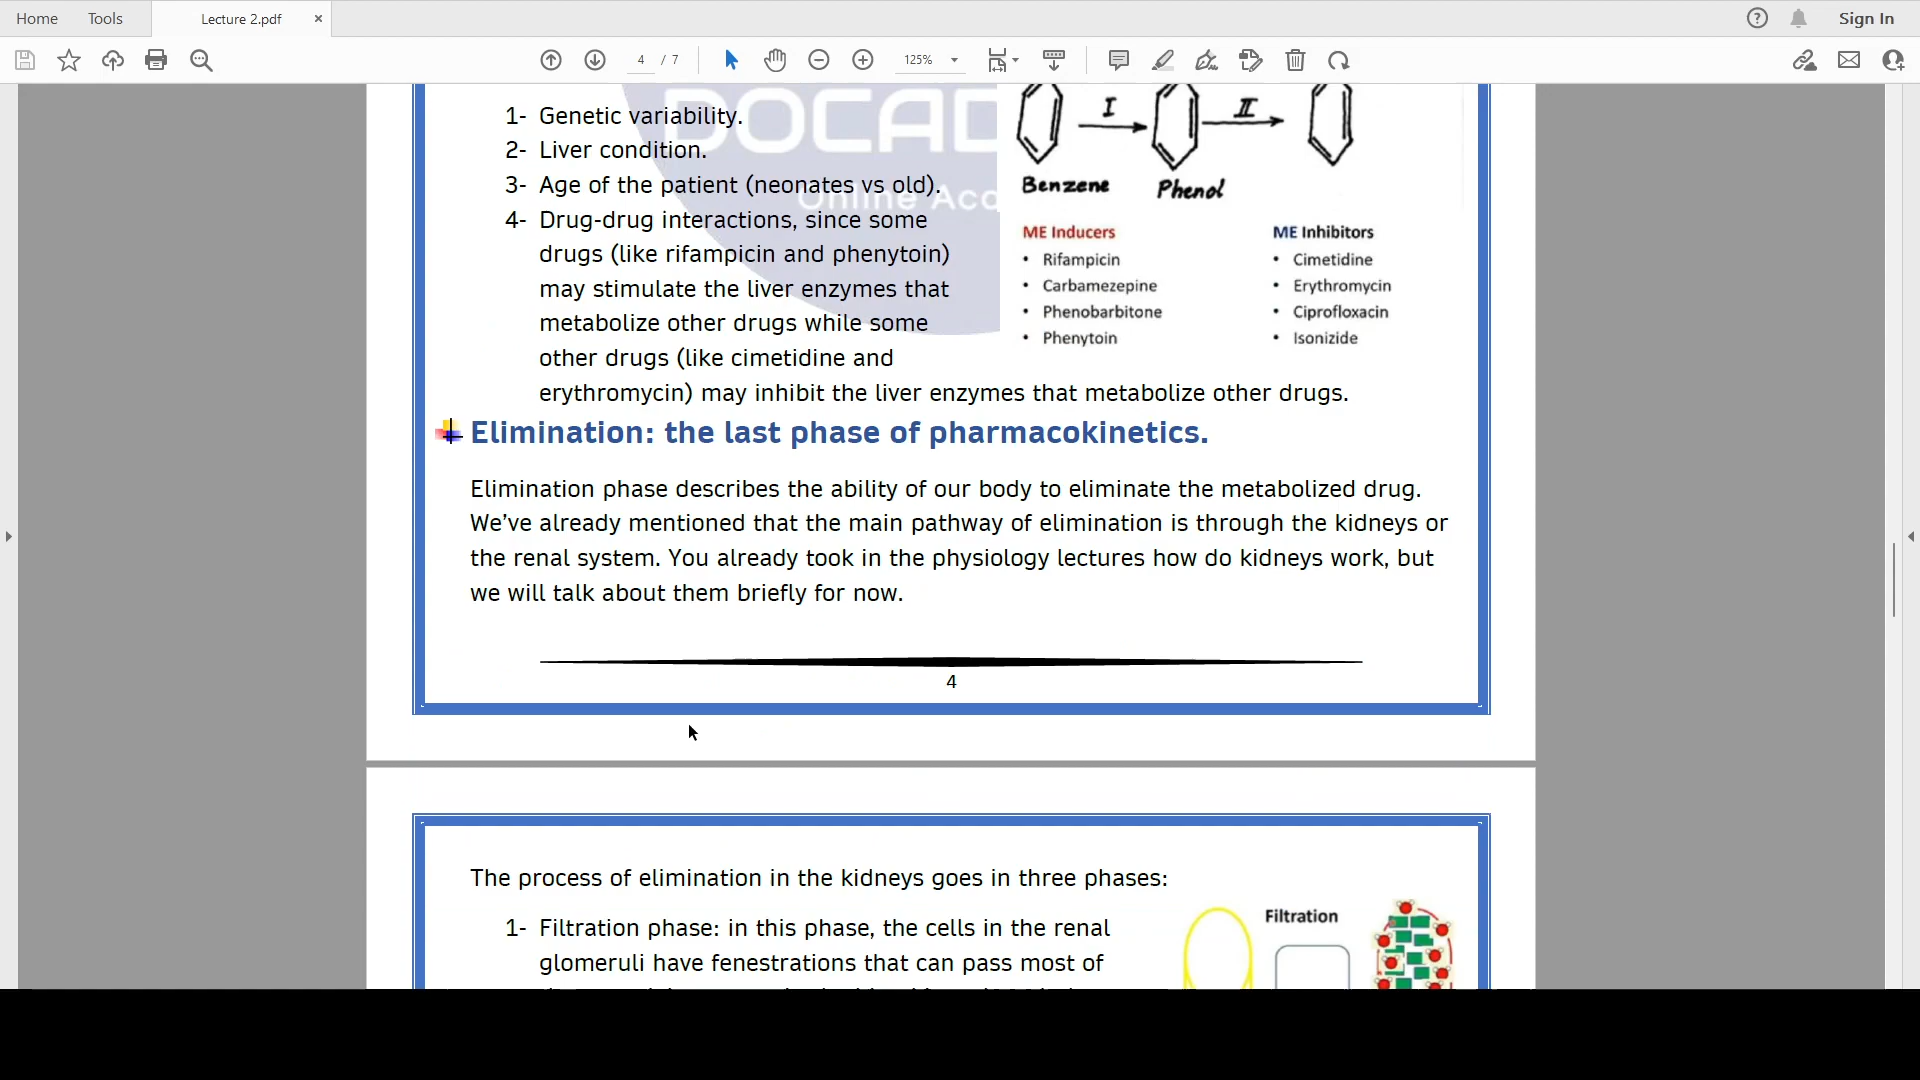 Home Tools Lecture 2.pdf × Sign In
4 / 7 125%
DOCAD
Online Aca
1- Genetic variability.
2- Liver condition.
3- Age of the patient (neonates vs old).
4- Drug-drug interactions, since some
drugs (like rifampicin and phenytoin)
may stimulate the liver enzymes that
metabolize other drugs while some
other drugs (like cimetidine and
erythromycin) may inhibit the liver enzymes that metabolize other drugs.
I II
Benzene Phenol
ME Inducers
• Rifampicin
• Carbamezepine
• Phenobarbitone
• Phenytoin
ME Inhibitors
• Cimetidine
• Erythromycin
• Ciprofloxacin
• Isonizide
Elimination: the last phase of pharmacokinetics.
Elimination phase describes the ability of our body to eliminate the metabolized drug.
We've already mentioned that the main pathway of elimination is through the kidneys or
the renal system. You already took in the physiology lectures how do kidneys work, but
we will talk about them briefly for now.
4
The process of elimination in the kidneys goes in three phases:
1- Filtration phase: in this phase, the cells in the renal
glomeruli have fenestrations that can pass most of
Filtration